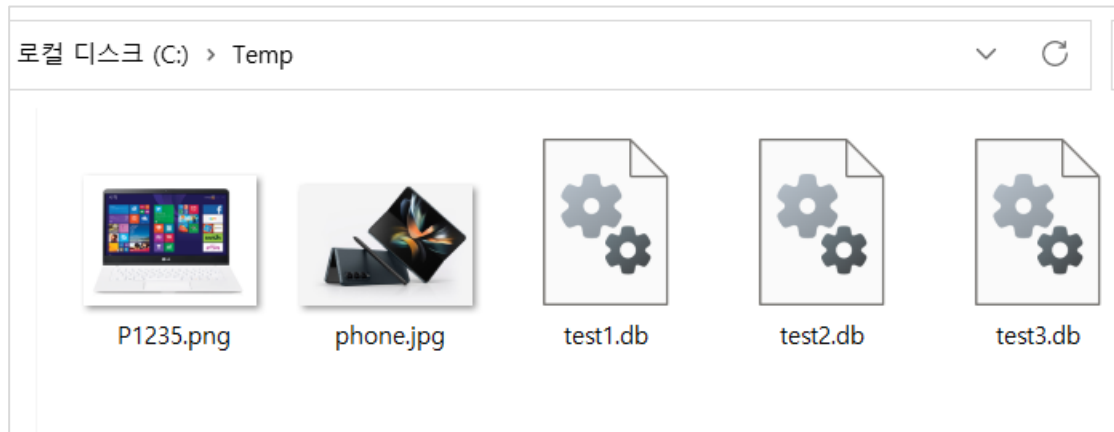 로컬 디스크 (C:) > Temp
P1235.png
phone.jpg
test1.db
test2.db
test3.db